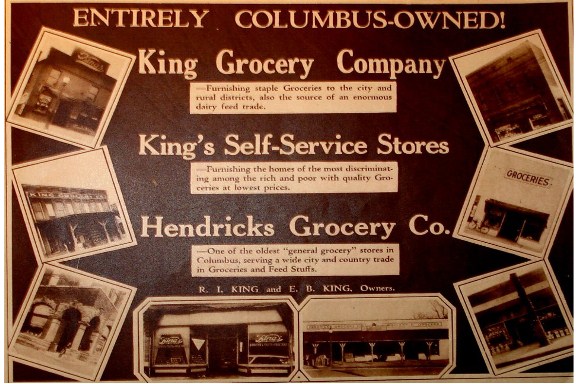 ENTIRELY COLUMBUS-OWNED!
King Grocery Company
—Furnishing staple Groceries to the city and
rural districts, also the source of an enormous
dairy feed trade.
King's Self-Service Stores
—Furnishing the homes of the most discriminat-
ing among the rich and poor with quality Gro-
ceries at lowest prices.
GROCERIES.
Hendricks Grocery Co.
—One of the oldest "general grocery" stores in
Columbus, serving a wide city and country trade
in Groceries and Feed Stuffs.
R. I. KING and E. B. KING, Owners.